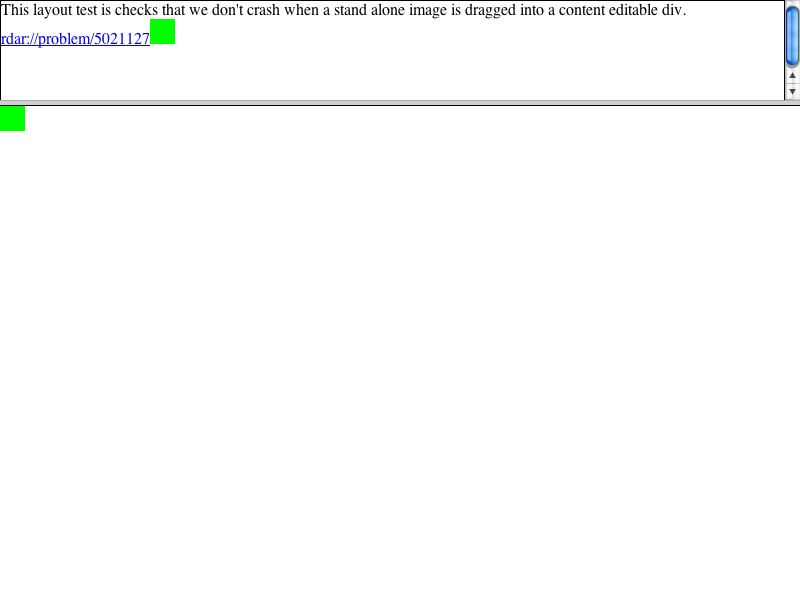 This layout test is checks that we don't crash when a stand alone image is dragged into a content editable div.
rdar://problem/5021127